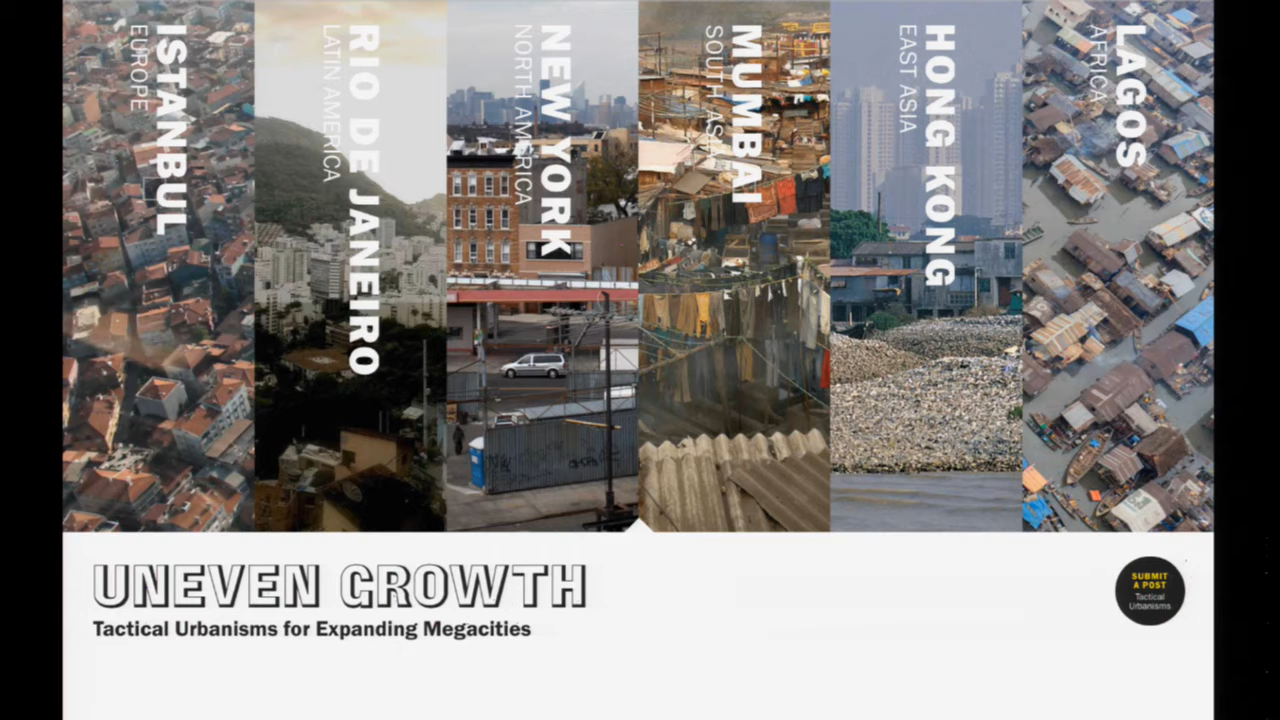 ISTANBUL
EUROPE
RIO DE JANEIRO
LATIN AMERICA
NEW YORK
NORTH AMERICA
MUMBAI
SOUTH ASIA
HONG KONG
EAST ASIA
LAGOS
AFRICA
UNEVEN GROWTH
Tactical Urbanisms for Expanding Megacities
SUBMIT
A POST
Tactical
Urbanisms